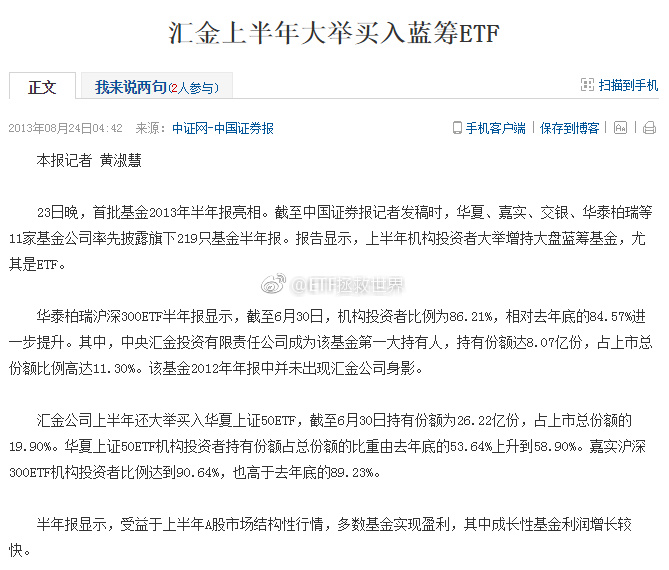 汇金上半年大举买入蓝筹ETF
正文
我来说两句(2人参与)
扫描到手机
2013年08月24日04:42 来源：中证网-中国证券报
手机客户端 | 保存到博客 | Aa |
本报记者 黄淑慧
23日晚，首批基金2013年半年报亮相。截至中国证券报记者发稿时，华夏、嘉实、交银、华泰柏瑞等
11家基金公司率先披露旗下219只基金半年报。报告显示，上半年机构投资者大举增持大盘蓝筹基金，尤
其是ETF。
@ETF拯救世界
华泰柏瑞沪深300ETF半年报显示，截至6月30日，机构投资者比例为86.21%，相对去年底的84.57%进
一步提升。其中，中央汇金投资有限责任公司成为该基金第一大持有人，持有份额达8.07亿份，占上市总
份额比例高达11.30%。该基金2012年年报中并未出现汇金公司身影。
汇金公司上半年还大举买入华夏上证50ETF，截至6月30日持有份额为26.22亿份，占上市总份额的
19.90%。华夏上证50ETF机构投资者持有份额占总份额的比重由去年底的53.64%上升到58.90%。嘉实沪深
300ETF机构投资者比例达到90.64%，也高于去年底的89.23%。
半年报显示，受益于上半年A股市场结构性行情，多数基金实现盈利，其中成长性基金利润增长较
快。